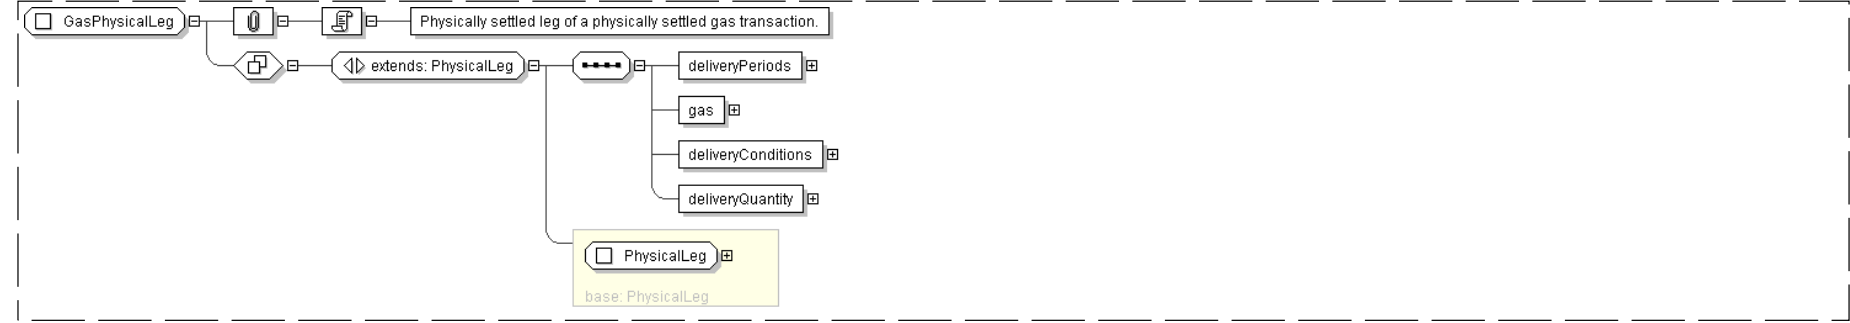 GasPhysicalLeg
Physically settled leg of a physically settled gas transaction.
extends: PhysicalLeg
deliveryPeriods
gas
deliveryConditions
deliveryQuantity
PhysicalLeg
base: PhysicalLeg